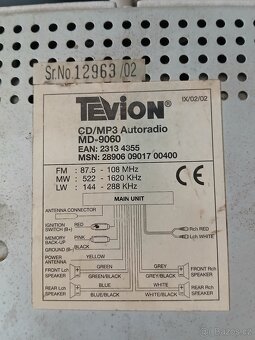 Sr.No 12963/02
TEVION®
IX/02/02
CD/MP3 Autoradio
MD-9060
EAN: 2313 4355
MSN: 28906 09017 00400
FM : 87.5 - 108 MHz
MW : 522 - 1620 KHz
LW : 144 - 288 KHz
CE
MAIN UNIT
ANTENNA CONNECTOR
IGNITION SWITCH (B+)
RED
MEMORY BACK-UP
PINK
GROUND (B-)
BLACK
POWER ANTENNA
YELLOW
Rch RED
Lch WHITE
FRONT Lch SPEAKER
GREEN
GREEN/BLACK
GREY
GREY/BLACK
FRONT Rch SPEAKER
REAR Lch SPEAKER
BLUE
BLUE/BLACK
WHITE
WHITE/BLACK
REAR Rch SPEAKER